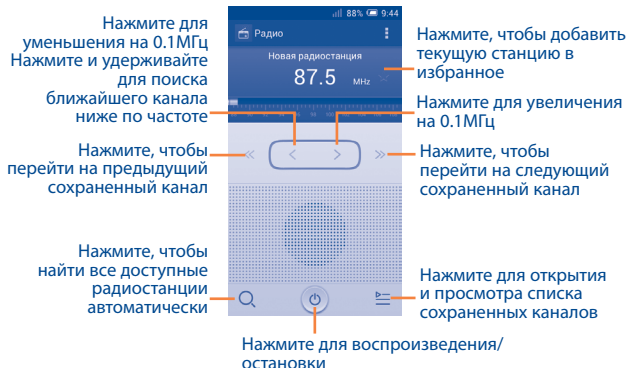 Нажмите для
уменьшения на 0.1МГц
Нажмите и удерживайте
для поиска
ближайшего канала
ниже по частоте
Нажмите, чтобы
перейти на предыдущий
сохраненный канал
Нажмите, чтобы
найти все доступные
радиостанции
автоматически
88% 9:44
Радио
Новая радиостанция
87.5 MHz
Нажмите, чтобы добавить
текущую станцию в
избранное
Нажмите для увеличения
на 0.1МГц
Нажмите, чтобы
перейти на следующий
сохраненный канал
Нажмите для открытия
и просмотра списка
сохраненных каналов
Нажмите для воспроизведения/
остановки